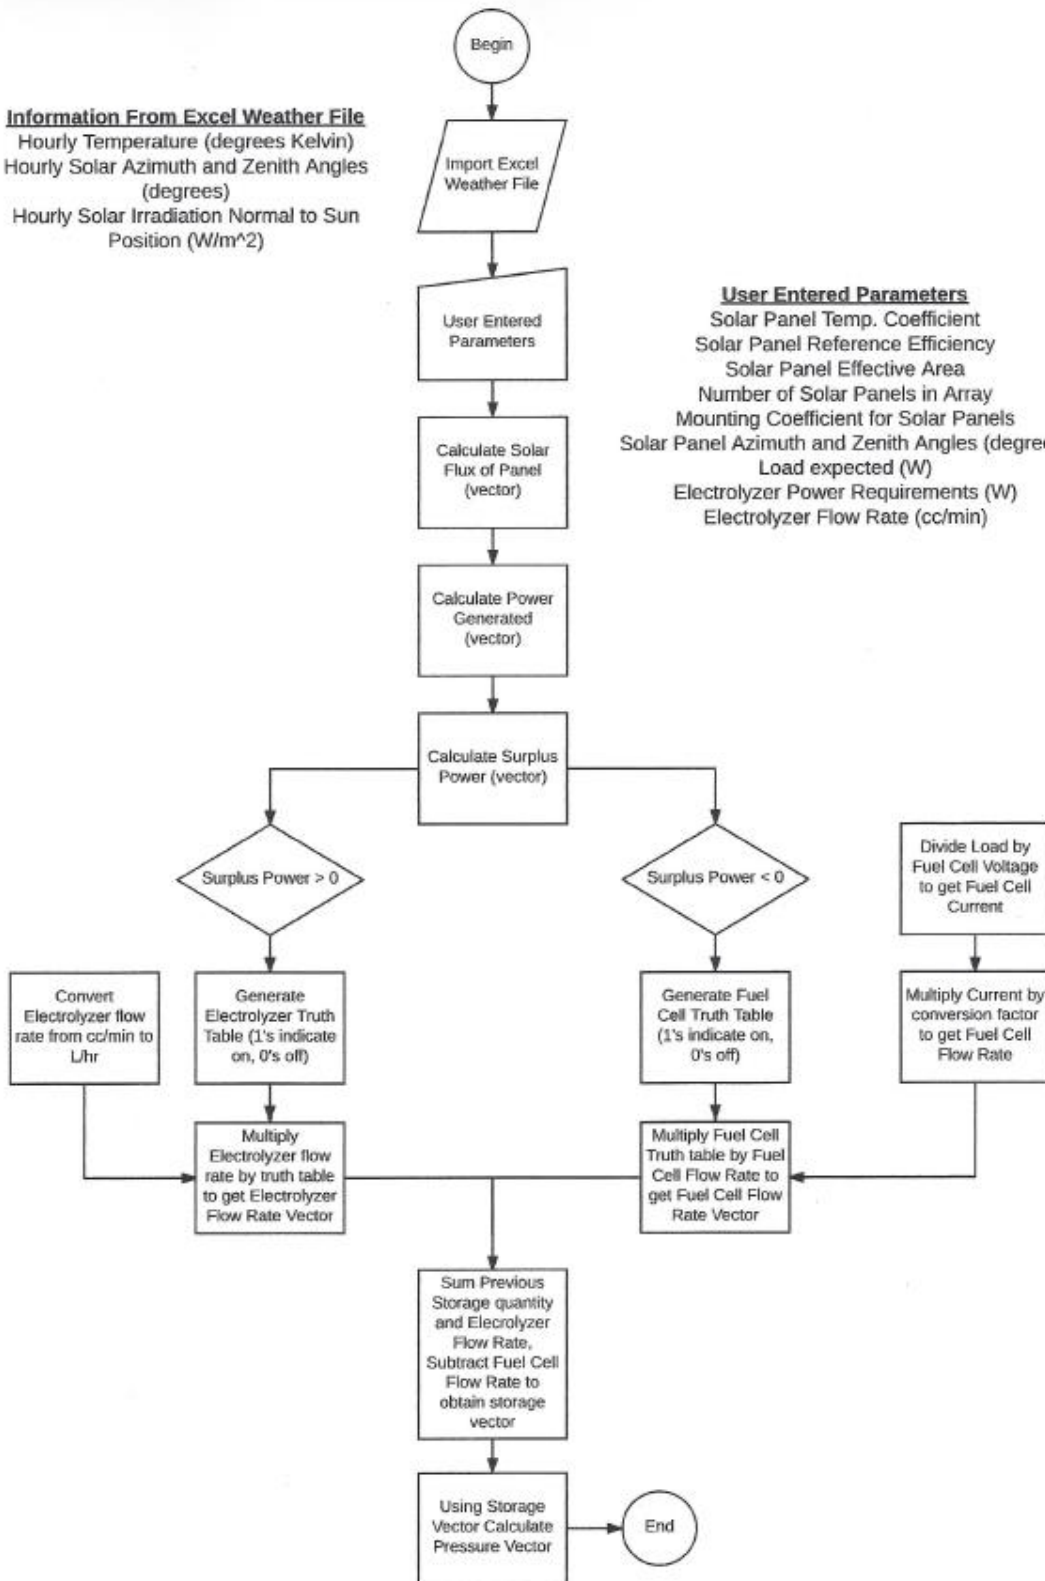 Begin
Information From Excel Weather File
Hourly Temperature (degrees Kelvin)
Hourly Solar Azimuth and Zenith Angles
(degrees)
Hourly Solar Irradiation Normal to Sun
Position (W/m^2)
Import Excel
Weather File
User Entered
Parameters
User Entered Parameters
Solar Panel Temp. Coefficient
Solar Panel Reference Efficiency
Solar Panel Effective Area
Number of Solar Panels in Array
Mounting Coefficient for Solar Panels
Solar Panel Azimuth and Zenith Angles (degre
Load expected (W)
Electrolyzer Power Requirements (W)
Electrolyzer Flow Rate (cc/min)
Calculate Solar
Flux of Panel
(vector)
Calculate Power
Generated
(vector)
Calculate Surplus
Power (vector)
Surplus Power > 0
Surplus Power < 0
Divide Load by
Fuel Cell Voltage
to get Fuel Cell
Current
Convert
Electrolyzer flow
rate from cc/min to
L/hr
Generate
Electrolyzer Truth
Table (1's indicate
on, 0's off)
Generate Fuel
Cell Truth Table
(1's indicate on,
0's off)
Multiply Current by
conversion factor
to get Fuel Cell
Flow Rate
Multiply
Electrolyzer flow
rate by truth table
to get Electrolyzer
Flow Rate Vector
Multiply Fuel Cell
Truth table by Fuel
Cell Flow Rate to
get Fuel Cell Flow
Rate Vector
Sum Previous
Storage quantity
and Elecrolyzer
Flow Rate,
Subtract Fuel Cell
Flow Rate to
obtain storage
vector
Using Storage
Vector Calculate
Pressure Vector
End